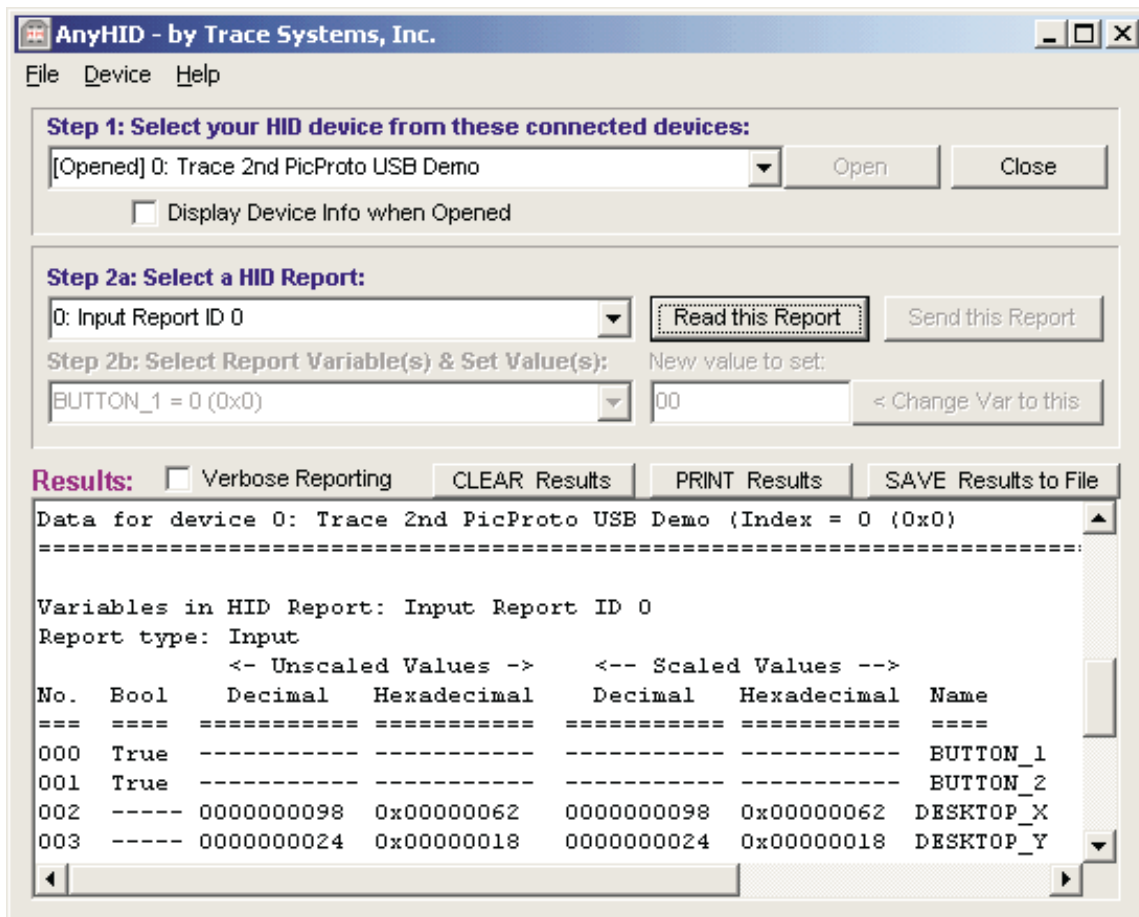 AnyHID - by Trace Systems, Inc.
File Device Help
Step 1: Select your HID device from these connected devices:
[Opened] 0: Trace 2nd PicProto USB Demo Open Close
Display Device Info when Opened
Step 2a: Select a HID Report:
0: Input Report ID 0 Read this Report Send this Report
Step 2b: Select Report Variable(s) & Set Value(s): New value to set:
BUTTON_1 = 0 (0x0) 00 < Change Var to this
Results: Verbose Reporting CLEAR Results PRINT Results SAVE Results to File
Data for device 0: Trace 2nd PicProto USB Demo (Index = 0 (0x0)
========================================================================
Variables in HID Report: Input Report ID 0
Report type: Input
<- Unscaled Values -> <-- Scaled Values -->
No. Bool Decimal Hexadecimal Decimal Hexadecimal Name
=== ==== =========== =========== =========== =========== ====
000 True ----------- ----------- ----------- ----------- BUTTON_1
001 True ----------- ----------- ----------- ----------- BUTTON_2
002 ----- 0000000098 0x00000062 0000000098 0x00000062 DESKTOP_X
003 ----- 0000000024 0x00000018 0000000024 0x00000018 DESKTOP_Y